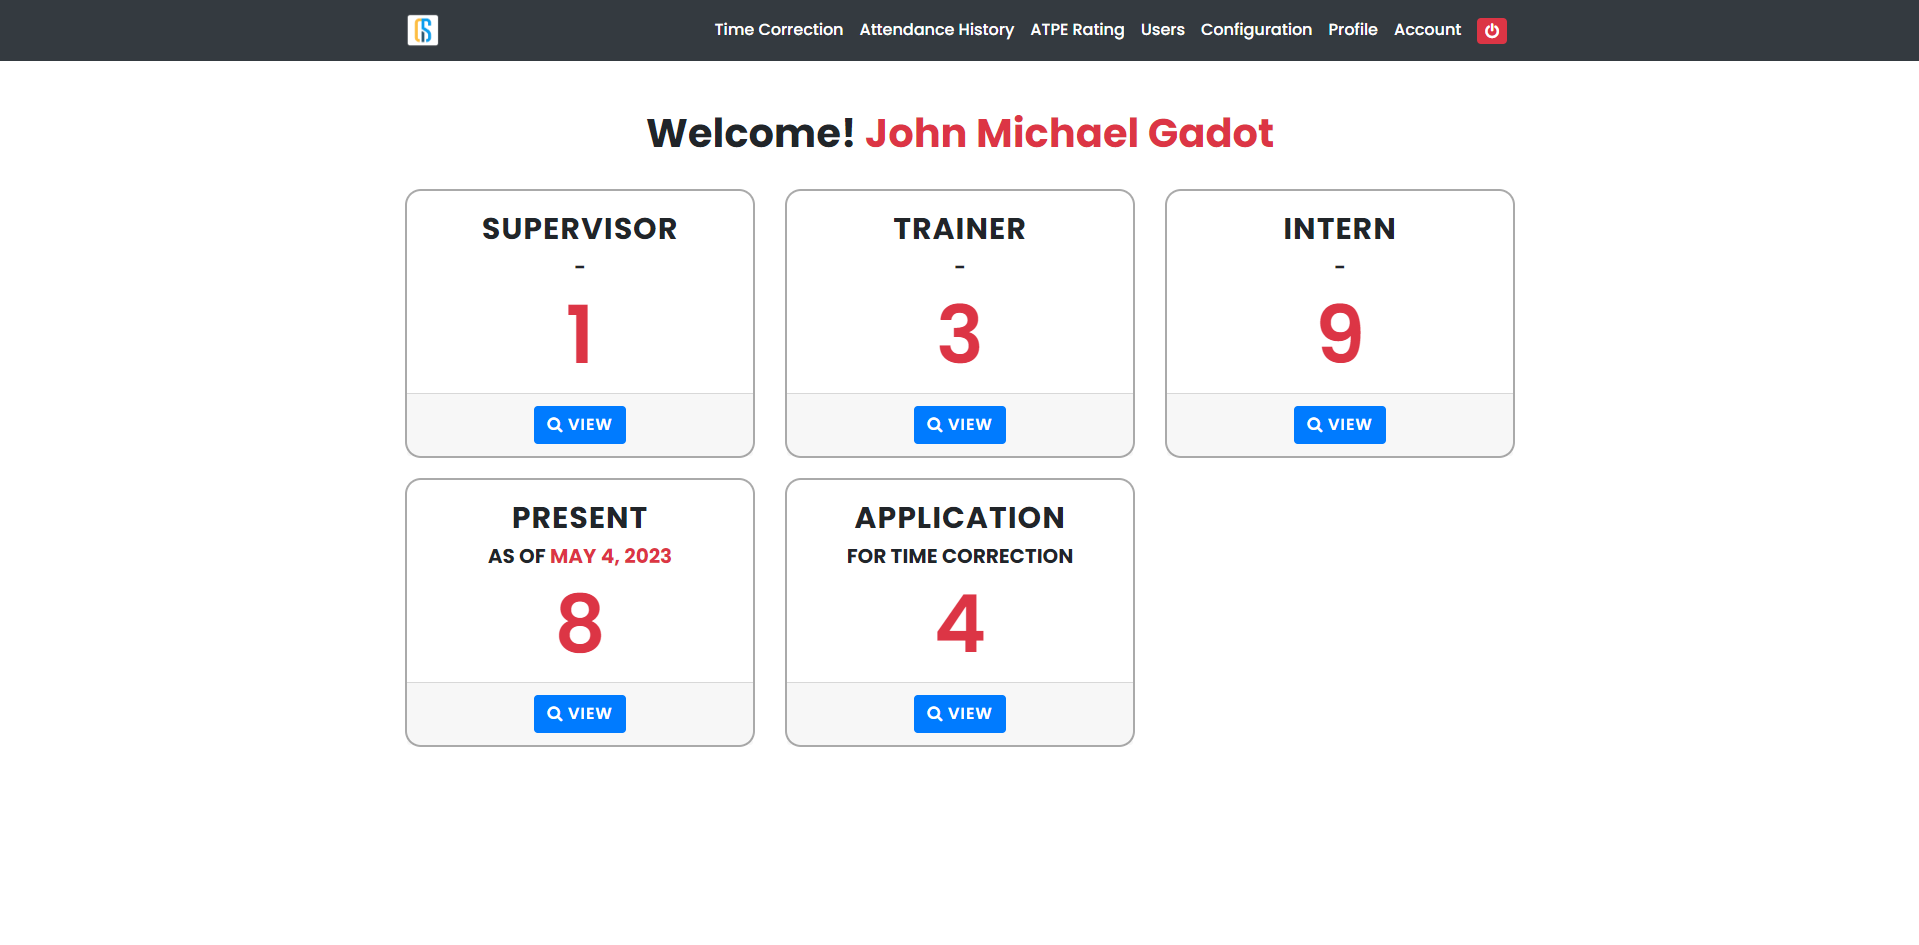 Time Correction Attendance History ATPE Rating Users Configuration Profile Account
Welcome! John Michael Gadot
SUPERVISOR
-
1
VIEW
TRAINER
-
3
VIEW
INTERN
-
9
VIEW
PRESENT
AS OF MAY 4, 2023
8
VIEW
APPLICATION
FOR TIME CORRECTION
4
VIEW